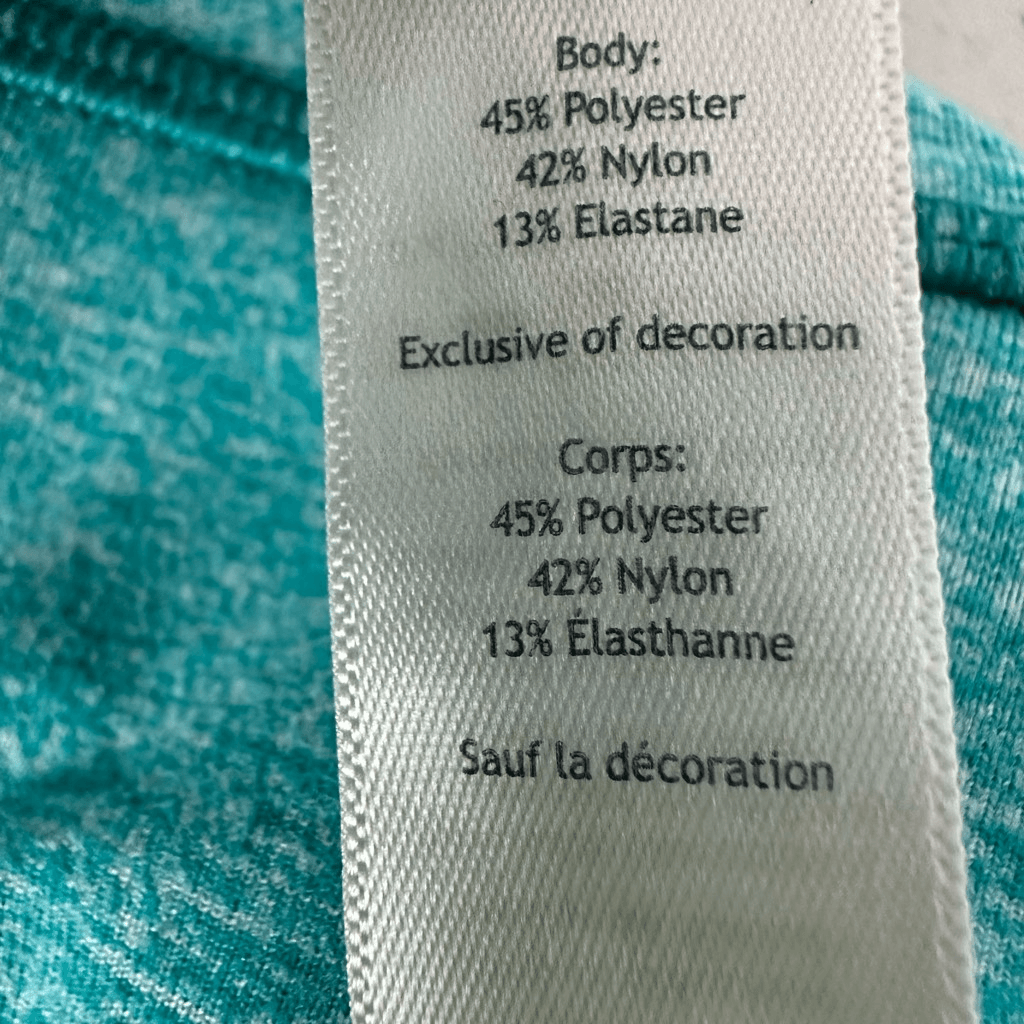 Body:
45% Polyester
42% Nylon
13% Elastane
Exclusive of decoration
Corps:
45% Polyester
42% Nylon
13% Élasthanne
Sauf la décoration